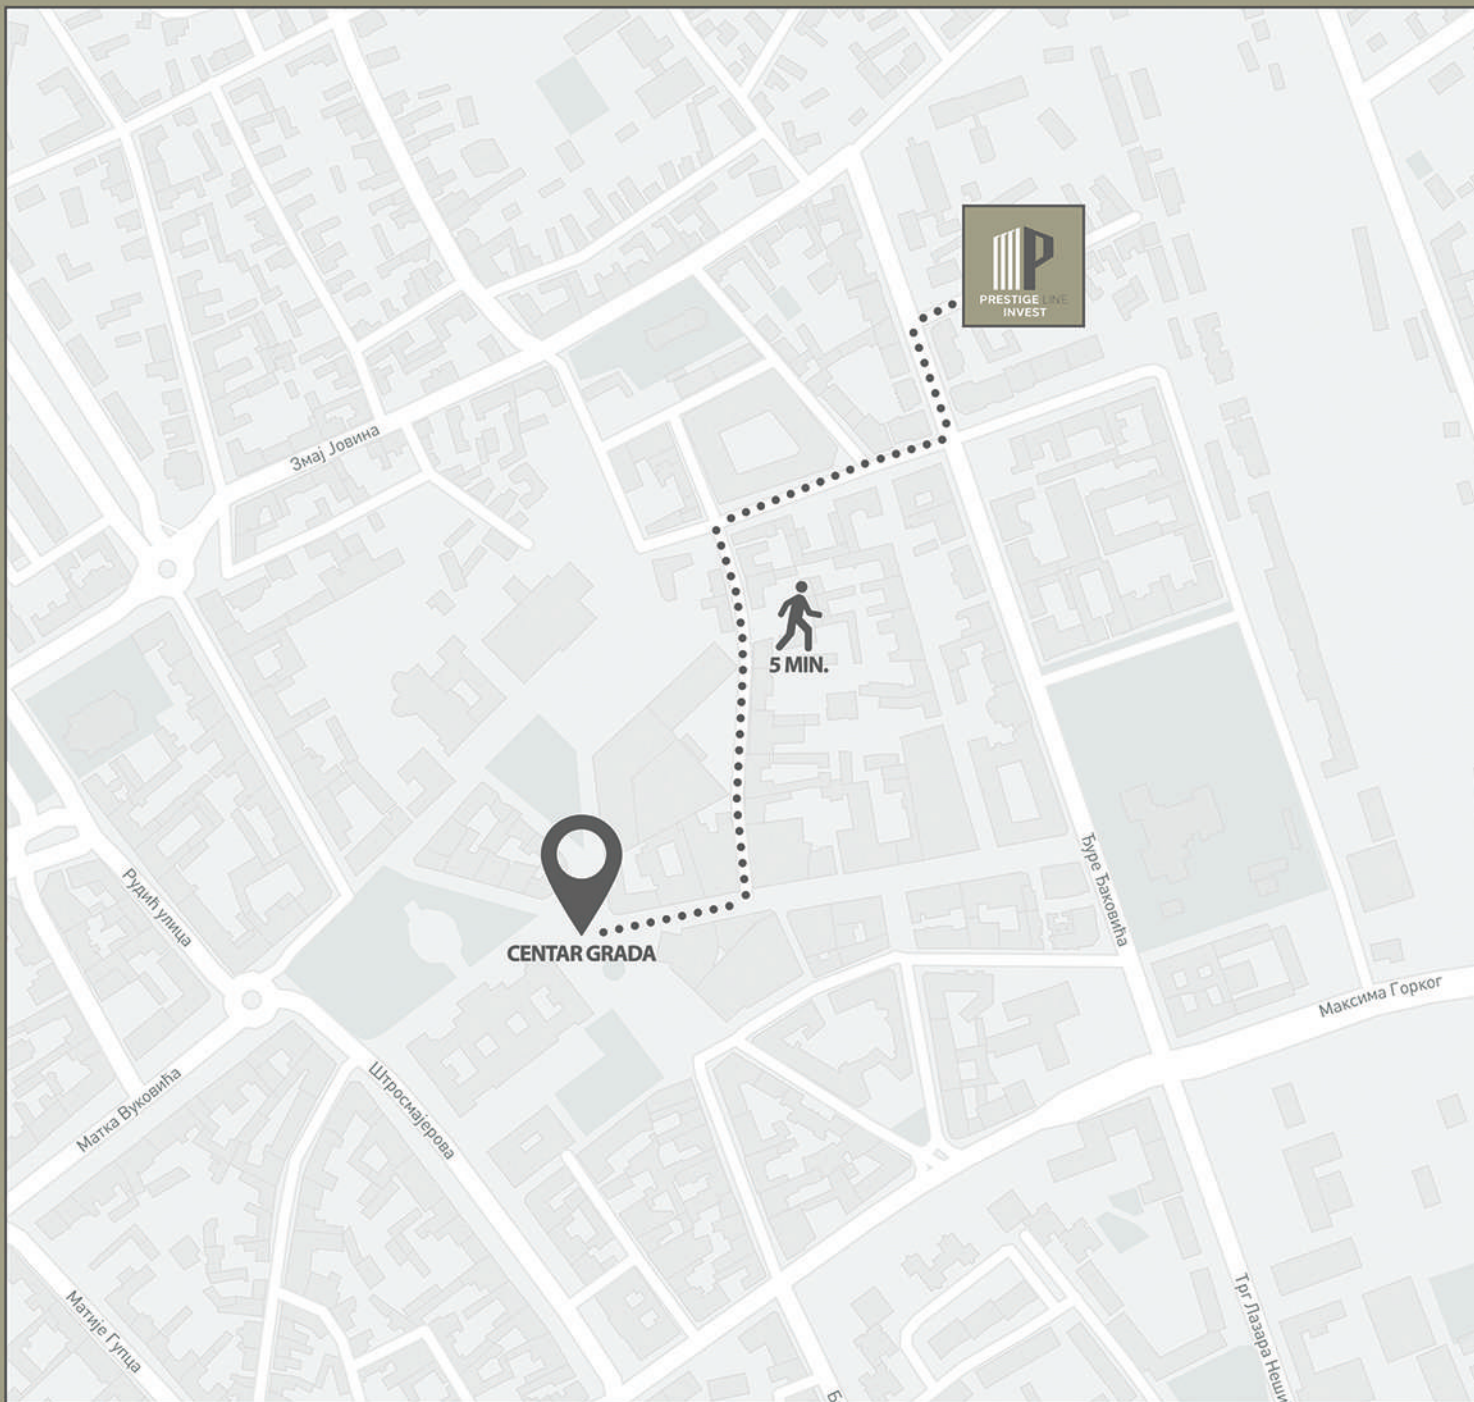 PRESTIGE LINE
INVEST
Змај Јовина
5 MIN.
Ђуре Ђаковића
Рудић улица
CENTAR GRADA
Максима Горког
Матка Вуковића
Штросмајерова
Матије Гупца
Трг Лазара Неши
Б